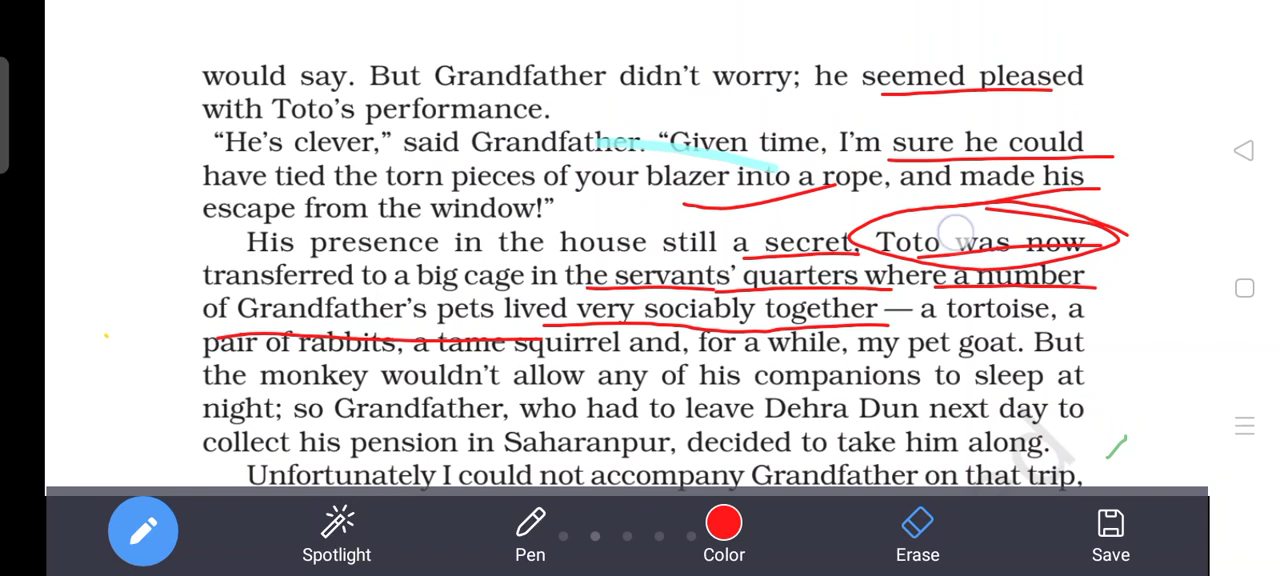 would say. But Grandfather didn't worry; he seemed pleased
with Toto's performance.
“He's clever,” said Grandfather. “Given time, I'm sure he could
have tied the torn pieces of your blazer into a rope, and made his
escape from the window!”
His presence in the house still a secret, Toto was now
transferred to a big cage in the servants' quarters where a number
of Grandfather's pets lived very sociably together — a tortoise, a
pair of rabbits, a tame squirrel and, for a while, my pet goat. But
the monkey wouldn't allow any of his companions to sleep at
night; so Grandfather, who had to leave Dehra Dun next day to
collect his pension in Saharanpur, decided to take him along.
Unfortunately I could not accompany Grandfather on that trip,
Spotlight Pen Color Erase Save